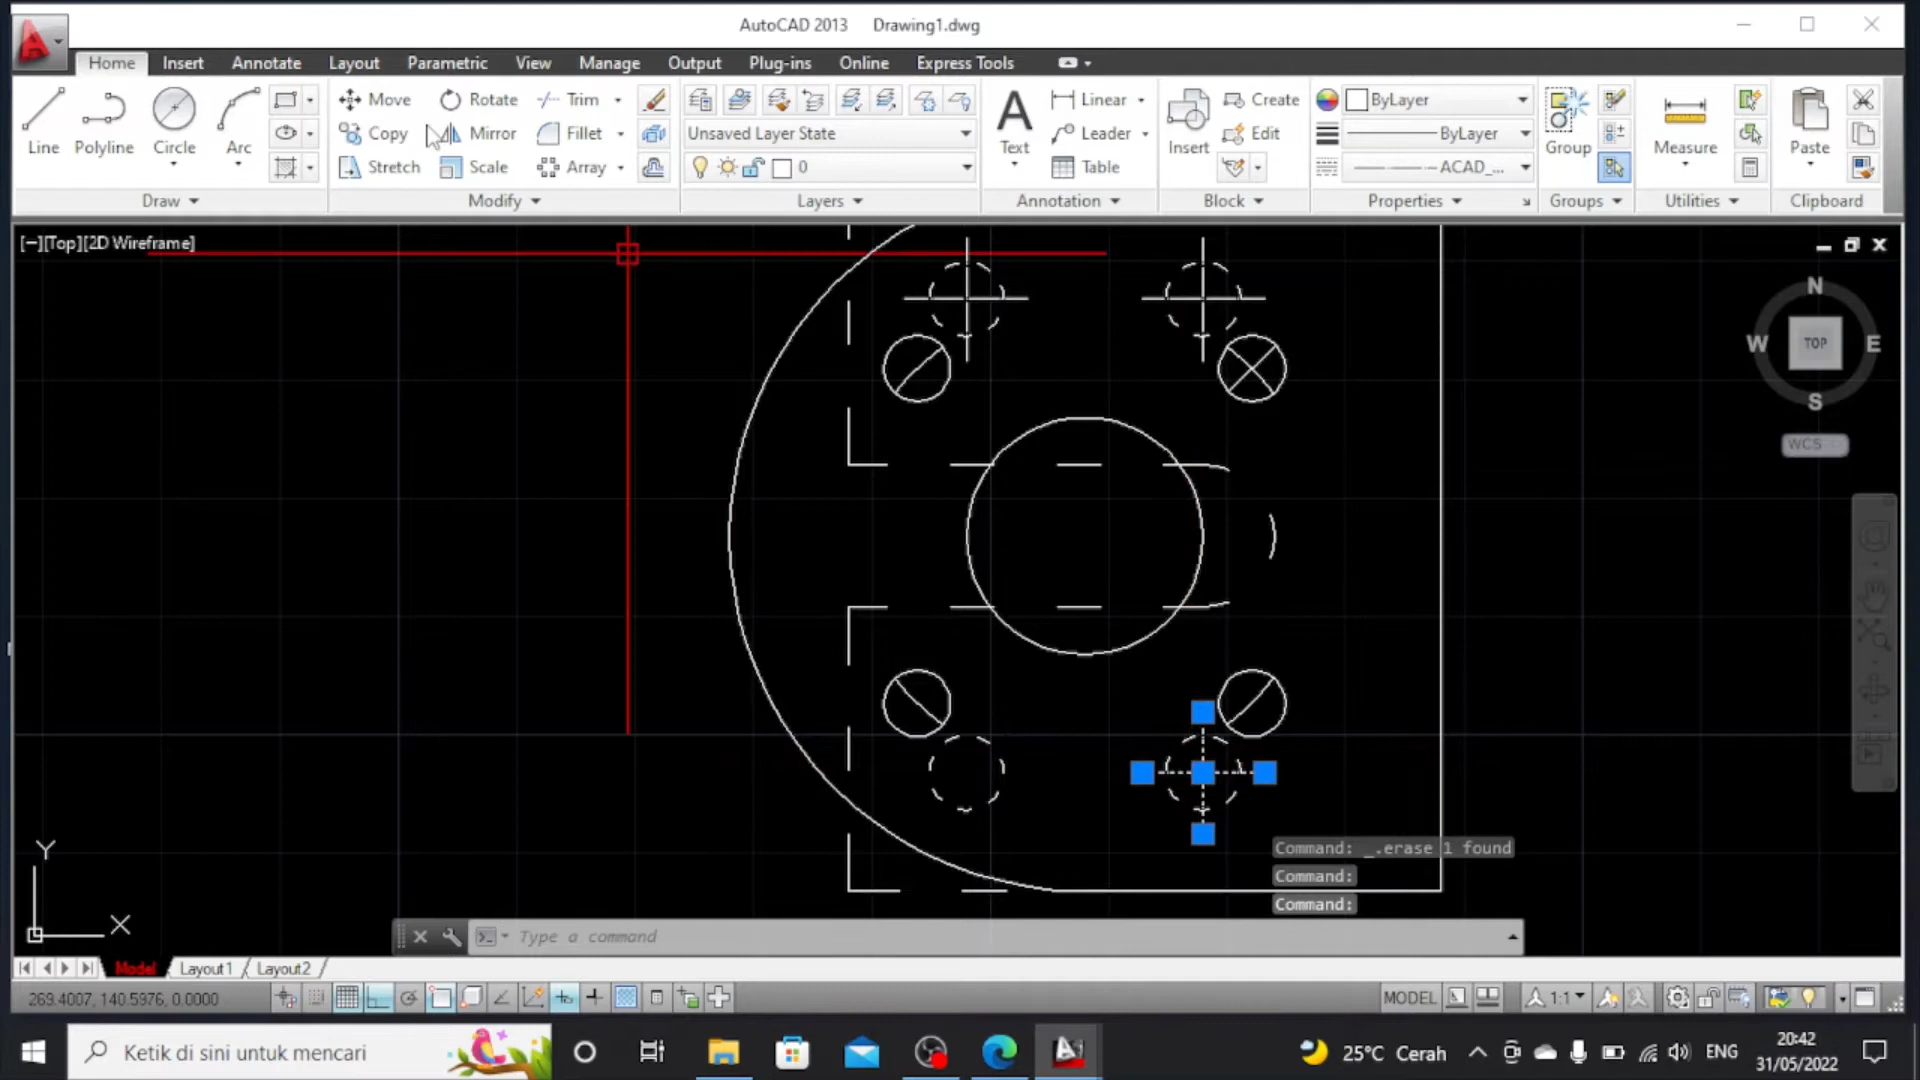 AutoCAD 2013 Drawing1.dwg
Home Insert Annotate Layout Parametric View Manage Output Plug-ins Online Express Tools
Line Polyline Circle Arc
Move Rotate Trim
Copy Mirror Fillet
Stretch Scale Array
Unsaved Layer State
0
Text
Linear
Leader
Table
Insert
Create
Edit
ByLayer
ByLayer
ACAD_...
Group
Measure
Paste
Draw Modify Layers Annotation Block Properties Groups Utilities Clipboard
[−][Top][2D Wireframe]
N
W TOP E
S
WCS
Y
X
Command: _.erase 1 found
Command:
Command:
Type a command
Model Layout1 Layout2
269.4007, 140.5976, 0.0000 MODEL 1:1
Ketik di sini untuk mencari 25°C Cerah ENG
20:42
31/05/2022